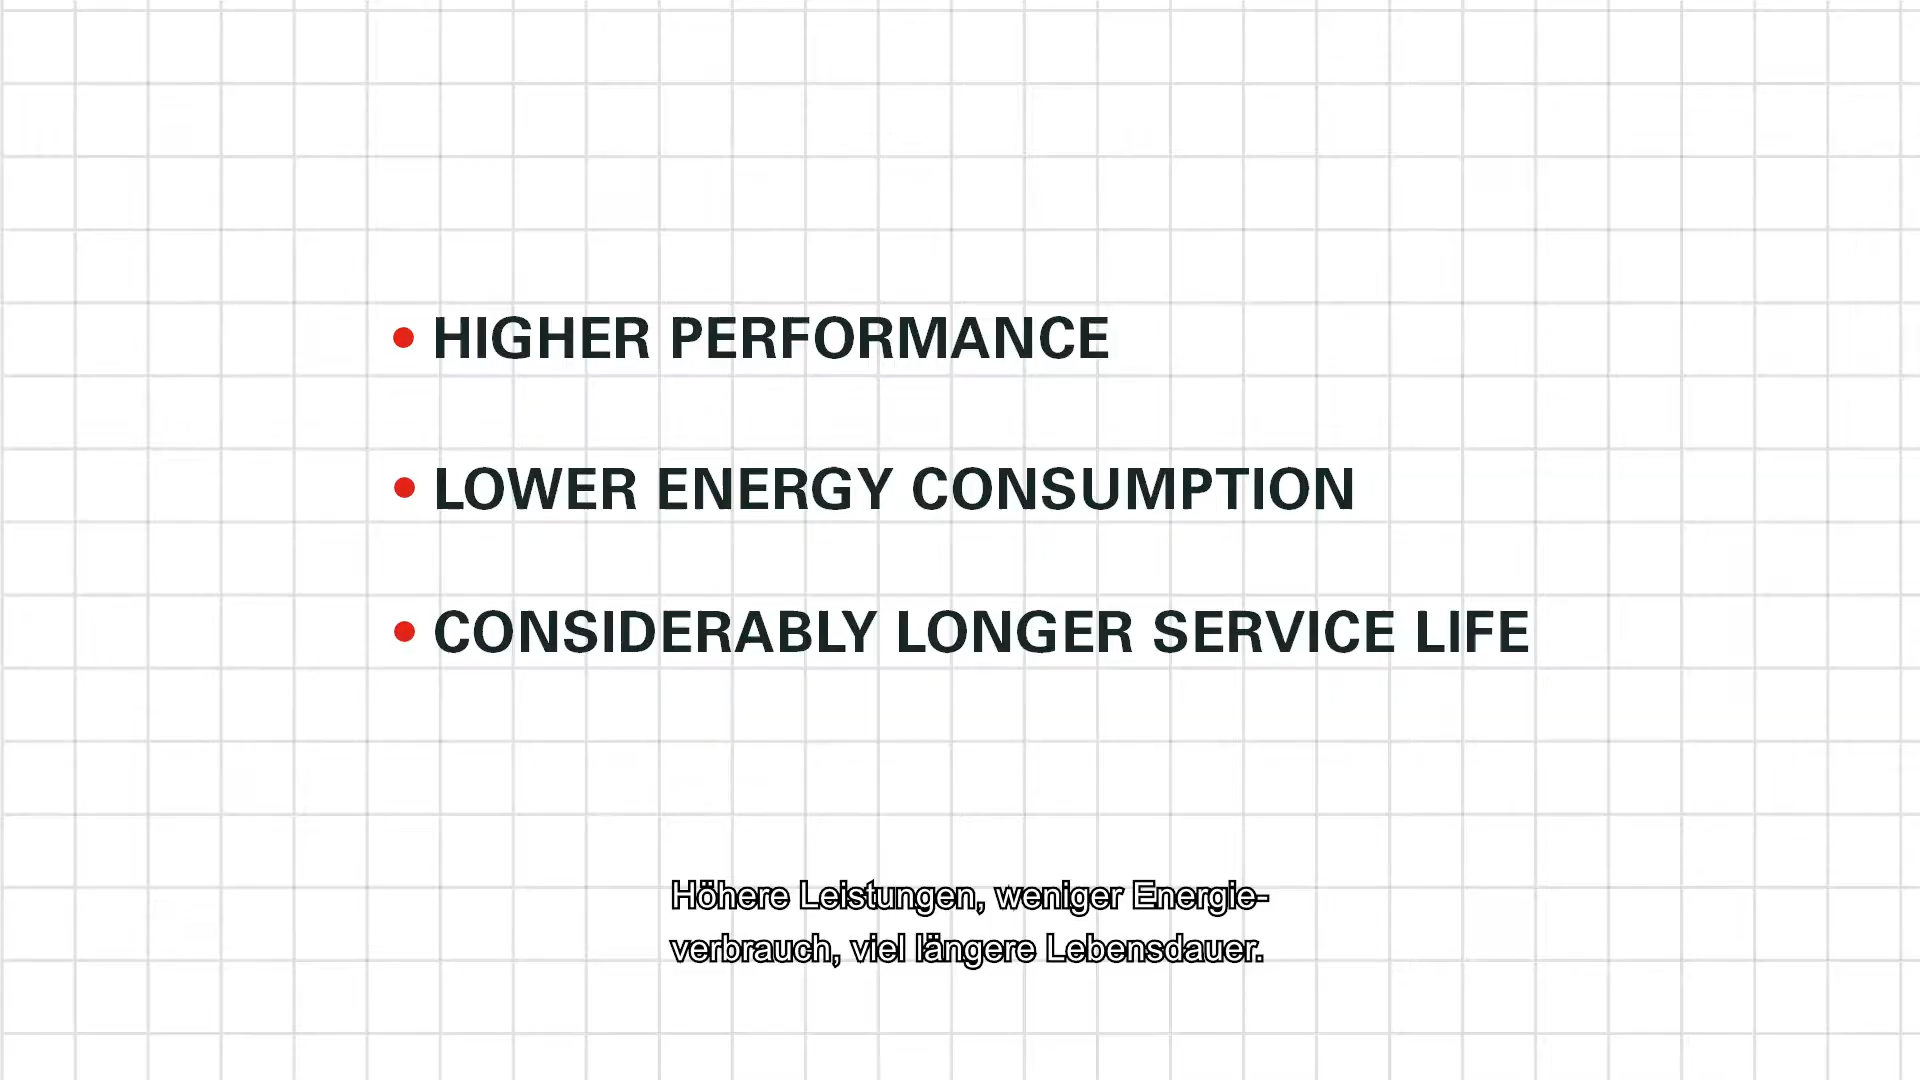 • HIGHER PERFORMANCE
• LOWER ENERGY CONSUMPTION
• CONSIDERABLY LONGER SERVICE LIFE
Höhere Leistungen, weniger Energie-
verbrauch, viel längere Lebensdauer.